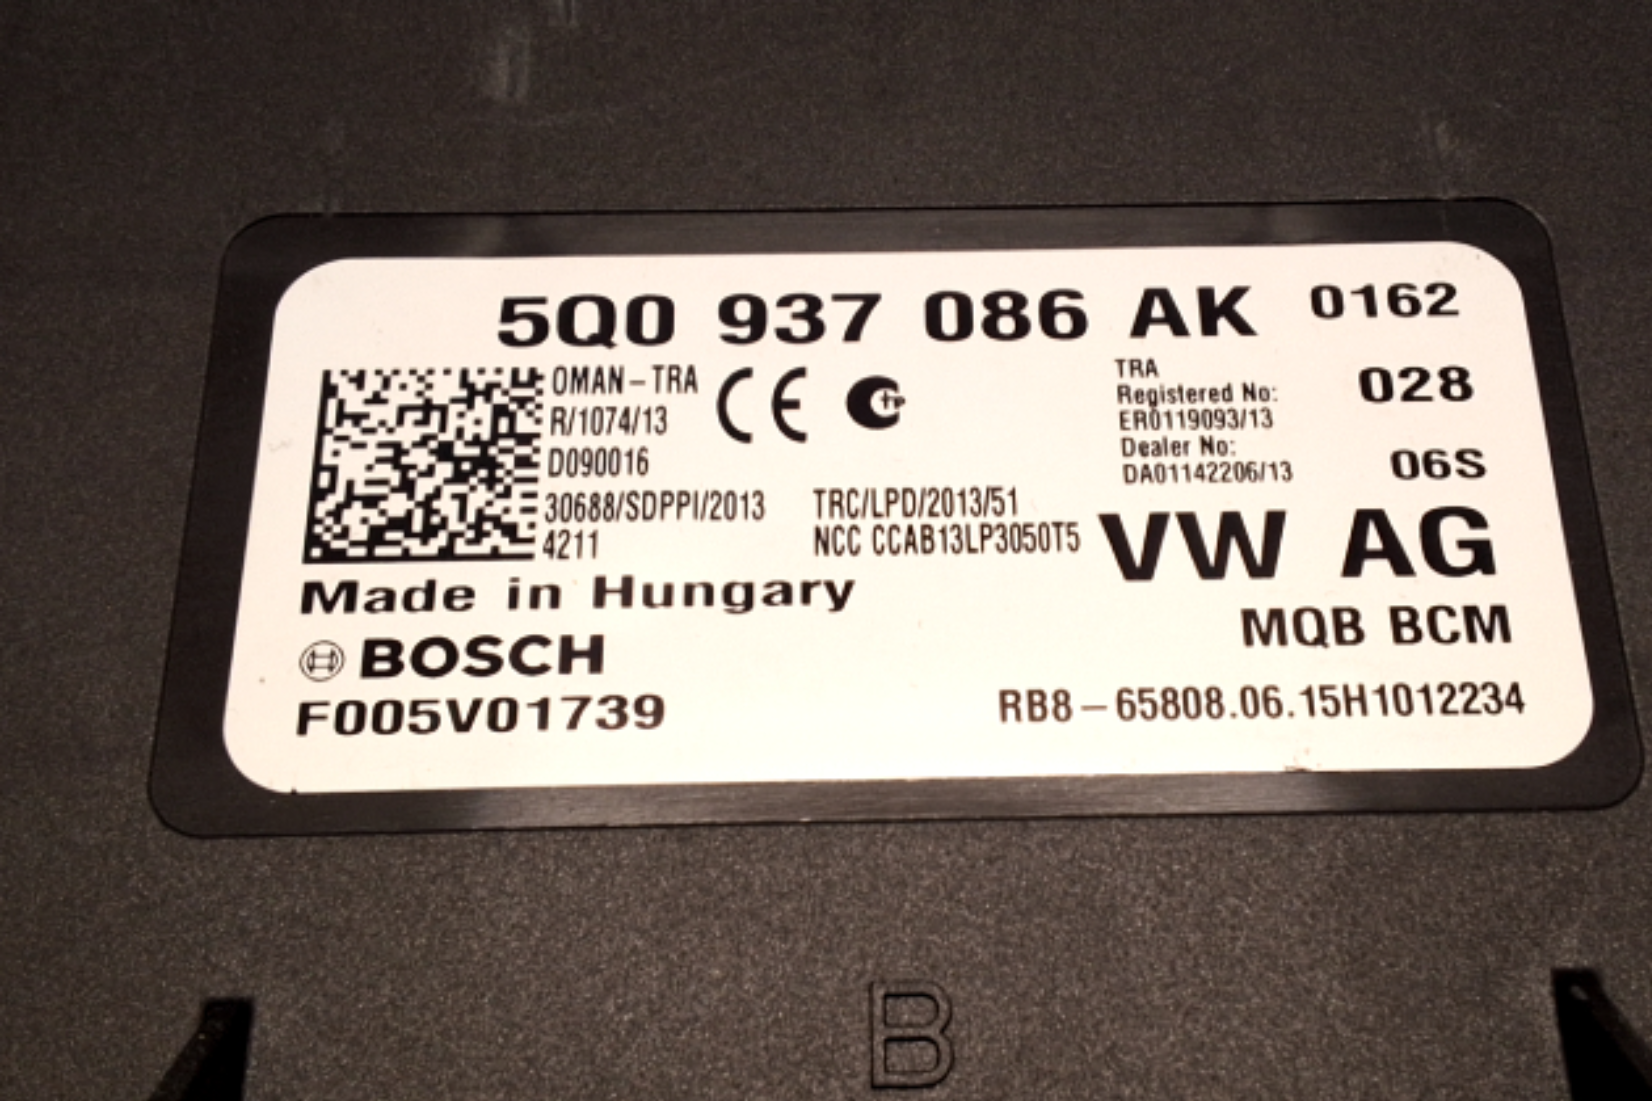 5Q0 937 086 AK 0162
OMAN-TRA
R/1074/13
D090016
30688/SDPPI/2013
4211
TRC/LPD/2013/51
NCC CCAB13LP3050T5
CE
TRA
Registered No:
ER0119093/13
Dealer No:
DA01142206/13
028
06S
VW AG
MQB BCM
Made in Hungary
BOSCH
F005V01739
RB8-65808.06.15H1012234
B